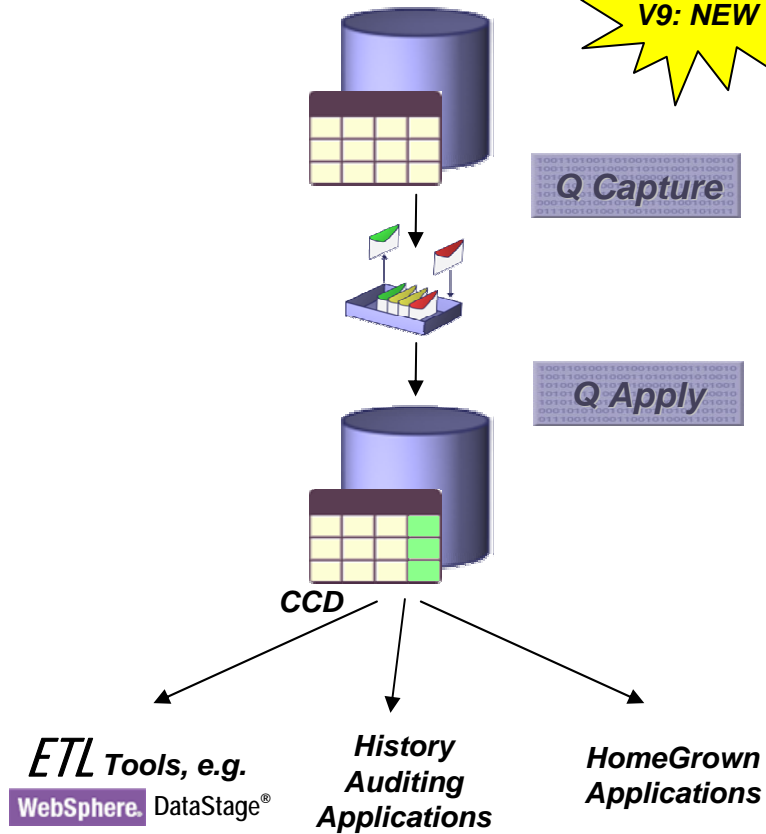 V9: NEW
Q Capture
Q Apply
CCD
ETL Tools, e.g.
WebSphere. DataStage®
History
Auditing
Applications
HomeGrown
Applications